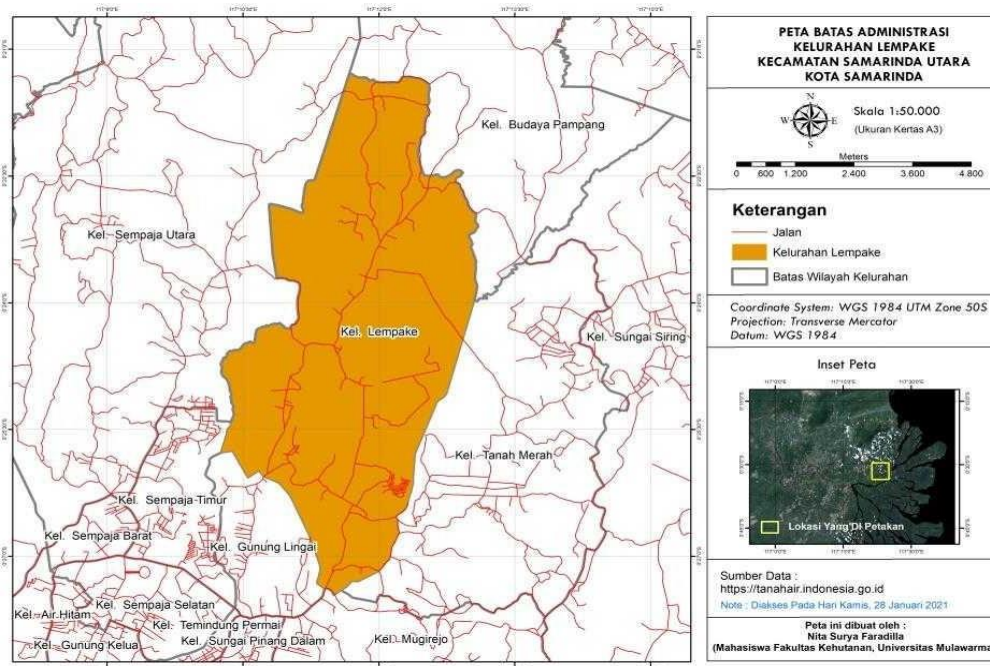 PETA BATAS ADMINISTRASI
KELURAHAN LEMPAKE
KECAMATAN SAMARINDA UTARA
KOTA SAMARINDA
N
W E
S
Skala 1:50.000
(Ukuran Kertas A3)
Meters
0 600 1.200 2.400 3.600 4.800
Keterangan
Jalan
Kelurahan Lempake
Batas Wilayah Kelurahan
Coordinate System: WGS 1984 UTM Zone 50S
Projection: Transverse Mercator
Datum: WGS 1984
Inset Peta
Lokasi Yang Di Petakan
Sumber Data :
https://tanahair.indonesia.go.id
Note : Diakses Pada Hari Kamis, 28 Januari 2021
Peta ini dibuat oleh :
Nita Surya Faradilla
(Mahasiswa Fakultas Kehutanan, Universitas Mulawarma
Kel. Budaya Pampang
Kel. Sempaja Utara
Kel. Lempake
Kel. Sungai Siring
Kel. Tanah Merah
Kel. Sempaja Timur
Kel. Sempaja Barat
Kel. Gunung Lingai
Kel. Air Hitam
Kel. Sempaja Selatan
Kel. Temindung Permai
Kel. Gunung Kelua
Kel. Sungai Pinang Dalam
Kel. Mugirejo